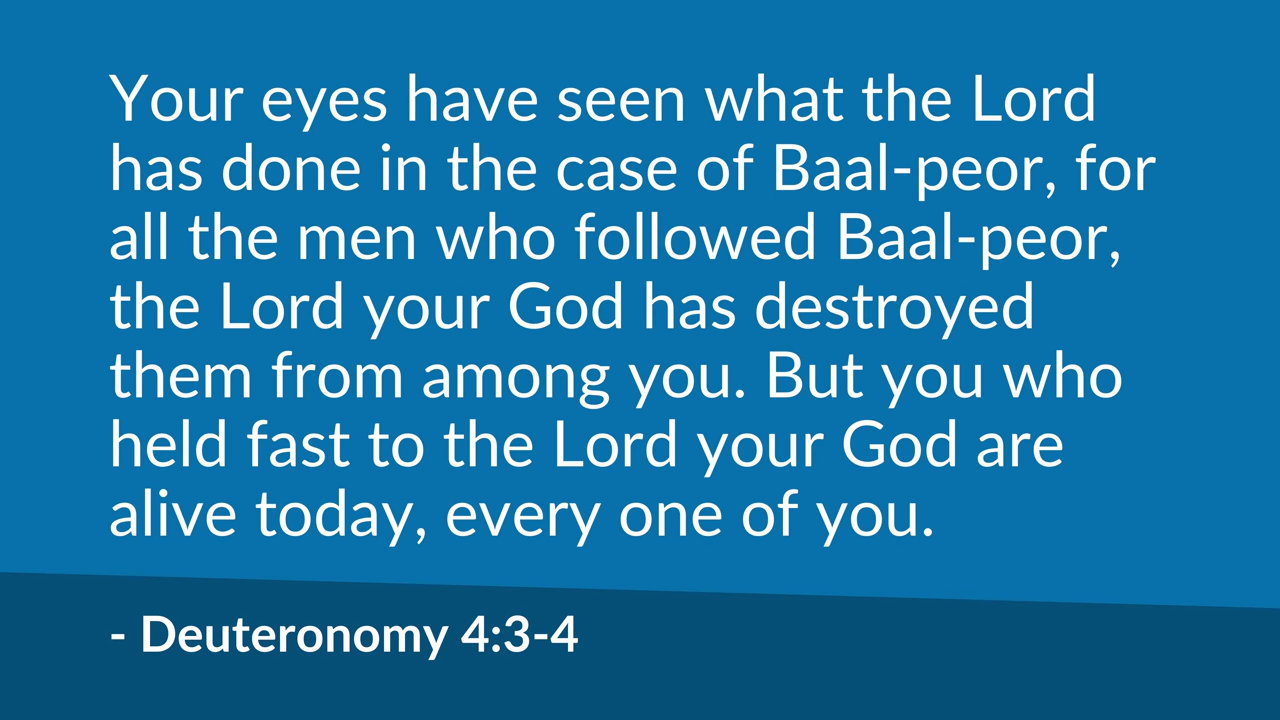 Your eyes have seen what the Lord
has done in the case of Baal-peor, for
all the men who followed Baal-peor,
the Lord your God has destroyed
them from among you. But you who
held fast to the Lord your God are
alive today, every one of you.
- Deuteronomy 4:3-4